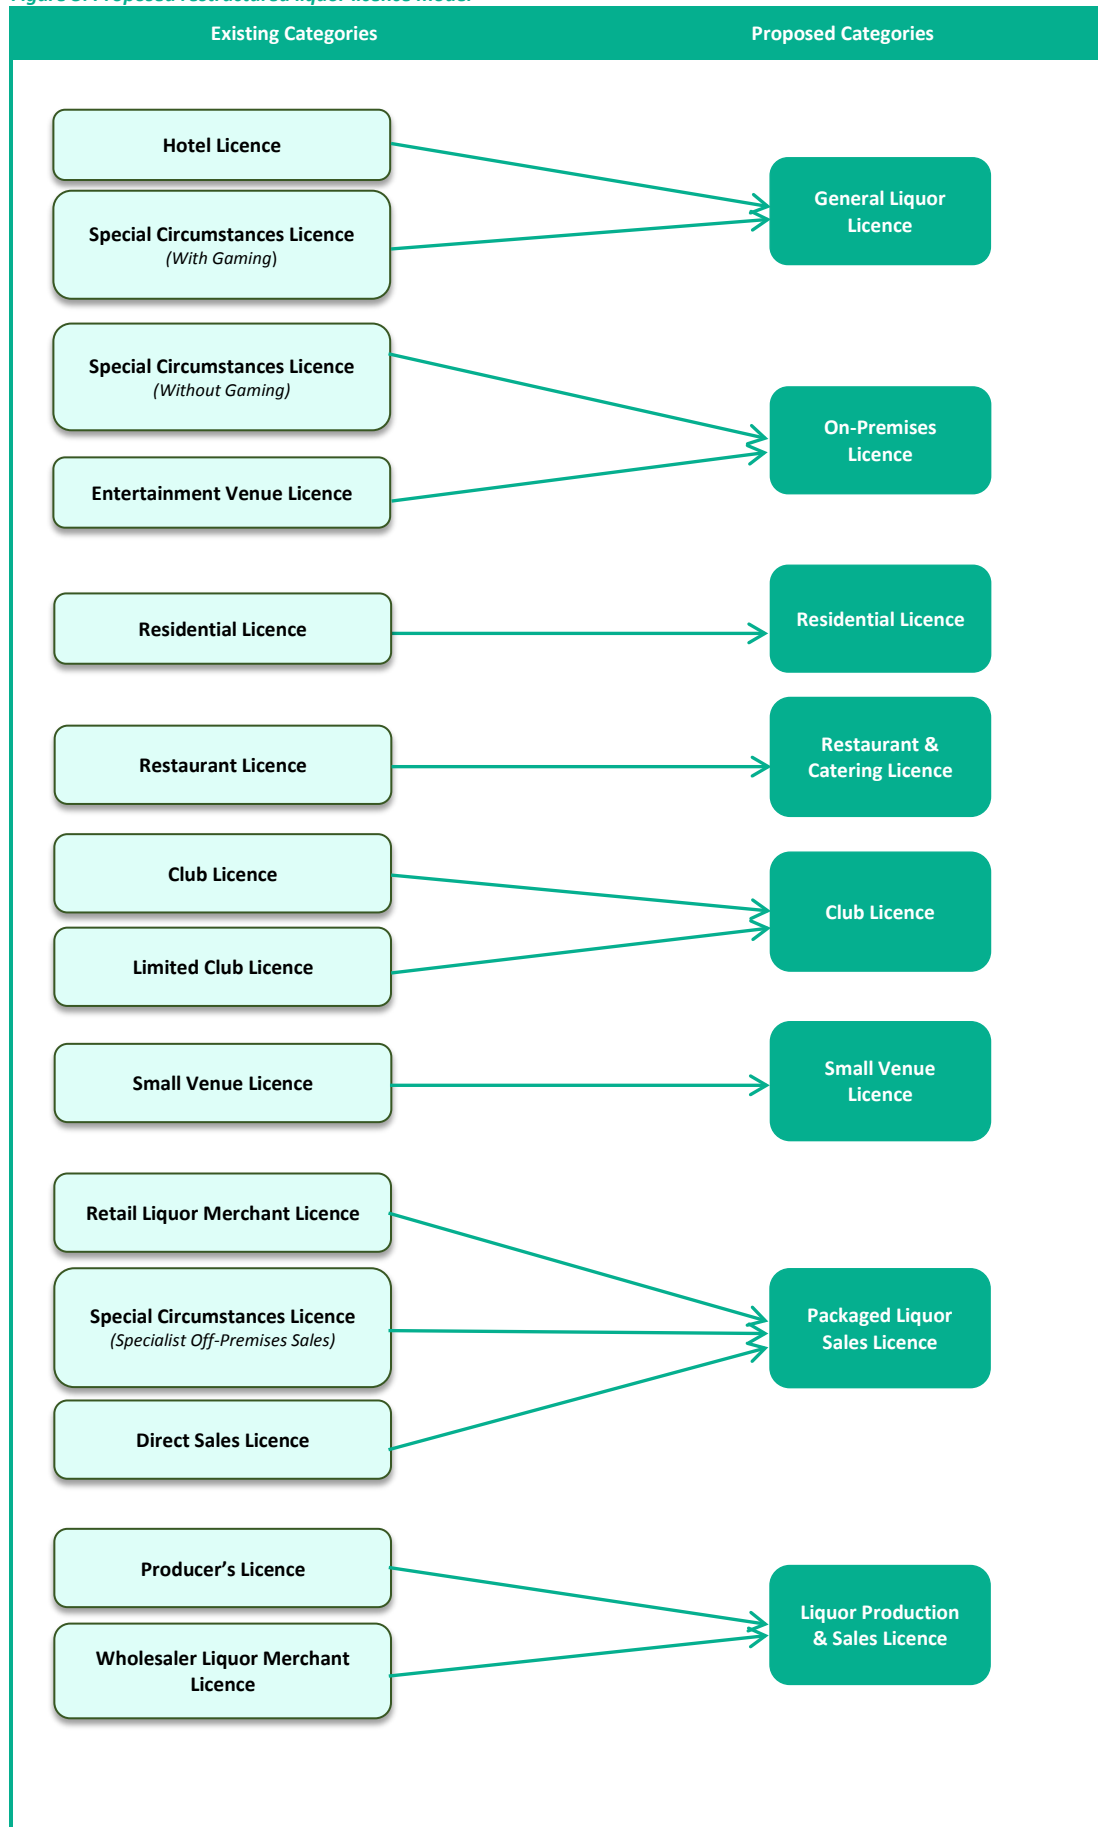 Existing Categories
Proposed Categories
Hotel Licence
General Liquor
Licence
Special Circumstances Licence
(With Gaming)
Special Circumstances Licence
(Without Gaming)
On-Premises
Licence
Entertainment Venue Licence
Residential Licence
Residential Licence
Restaurant Licence
Restaurant &
Catering Licence
Club Licence
Club Licence
Limited Club Licence
Small Venue Licence
Small Venue
Licence
Retail Liquor Merchant Licence
Special Circumstances Licence
(Specialist Off-Premises Sales)
Packaged Liquor
Sales Licence
Direct Sales Licence
Producer’s Licence
Liquor Production
& Sales Licence
Wholesaler Liquor Merchant
Licence